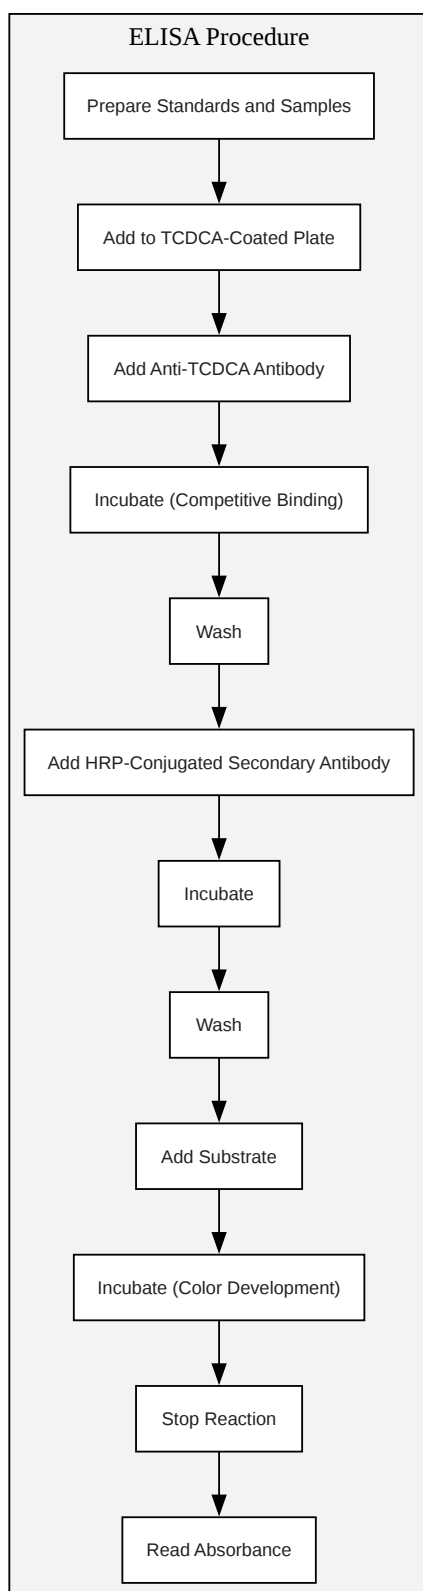 ELISA Procedure
Prepare Standards and Samples
Add to TCDCA-Coated Plate
Add Anti-TCDCA Antibody
Incubate (Competitive Binding)
Wash
Add HRP-Conjugated Secondary Antibody
Incubate
Wash
Add Substrate
Incubate (Color Development)
Stop Reaction
Read Absorbance